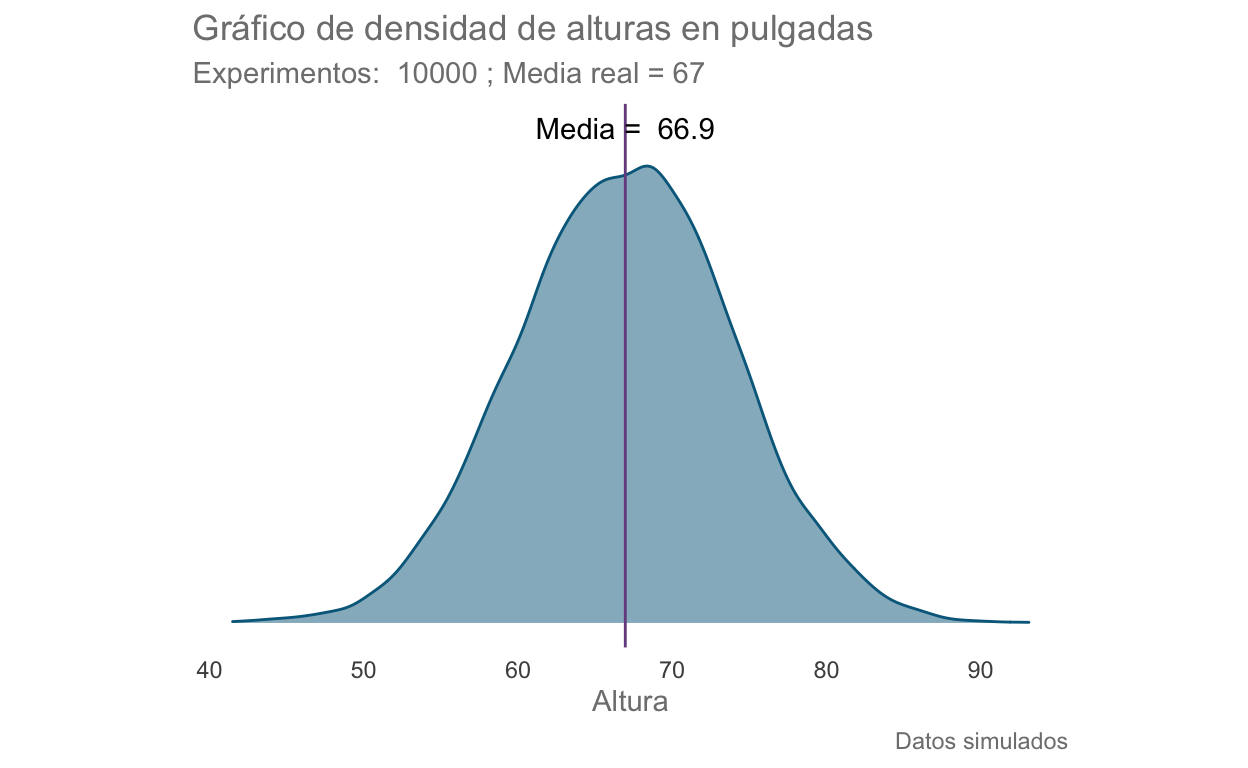 Gráfico de densidad de alturas en pulgadas
Experimentos:  10000 ; Media real = 67
Media =  66.9
40 50 60 70 80 90
Altura
Datos simulados